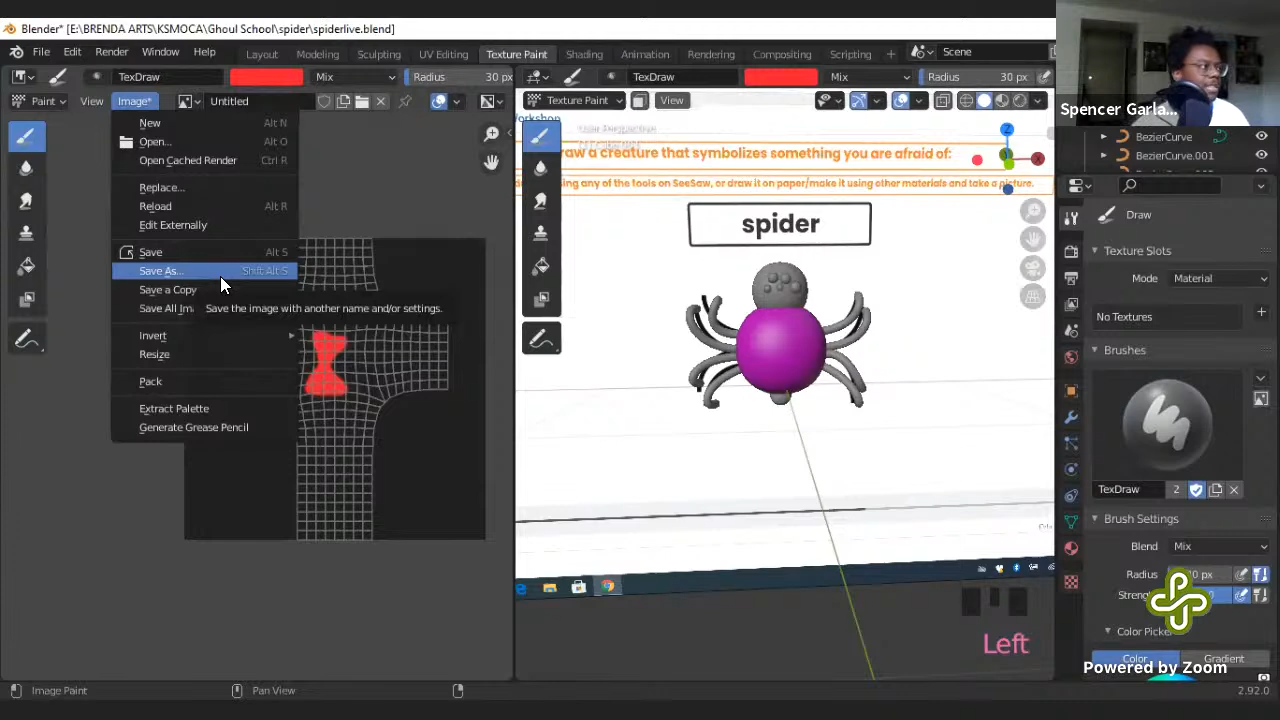 Blender* [E:\BRENDA ARTS\KSMOCA\Ghoul School\spider\spiderlive.blend]
File Edit Render Window Help Layout Modeling Sculpting UV Editing Texture Paint Shading Animation Rendering Compositing Scripting + Scene
TexDraw Mix Radius 30 px TexDraw Mix Radius 30 px
Paint View Image* Untitled Texture Paint View
Spencer Garla...
New Alt N
Open... Alt O
Open Cached Render Ctrl R
Replace...
Reload Alt R
Edit Externally
Save Alt S
Save As... Shift Alt S
Save a Copy
Save All Ima
Save the image with another name and/or settings.
Invert
Resize
Pack
Extract Palette
Generate Grease Pencil
raw a creature that symbolizes something you are afraid of:
ing any of the tools on SeeSaw, or draw it on paper/make it using other materials and take a picture.
spider
BezierCurve
BezierCurve.001
Draw
Texture Slots
Mode Material
No Textures
Brushes
TexDraw 2
Brush Settings
Blend Mix
Radius
Color Picker
Color Gradient
Left
Powered by Zoom
Image Paint Pan View 2.92.0